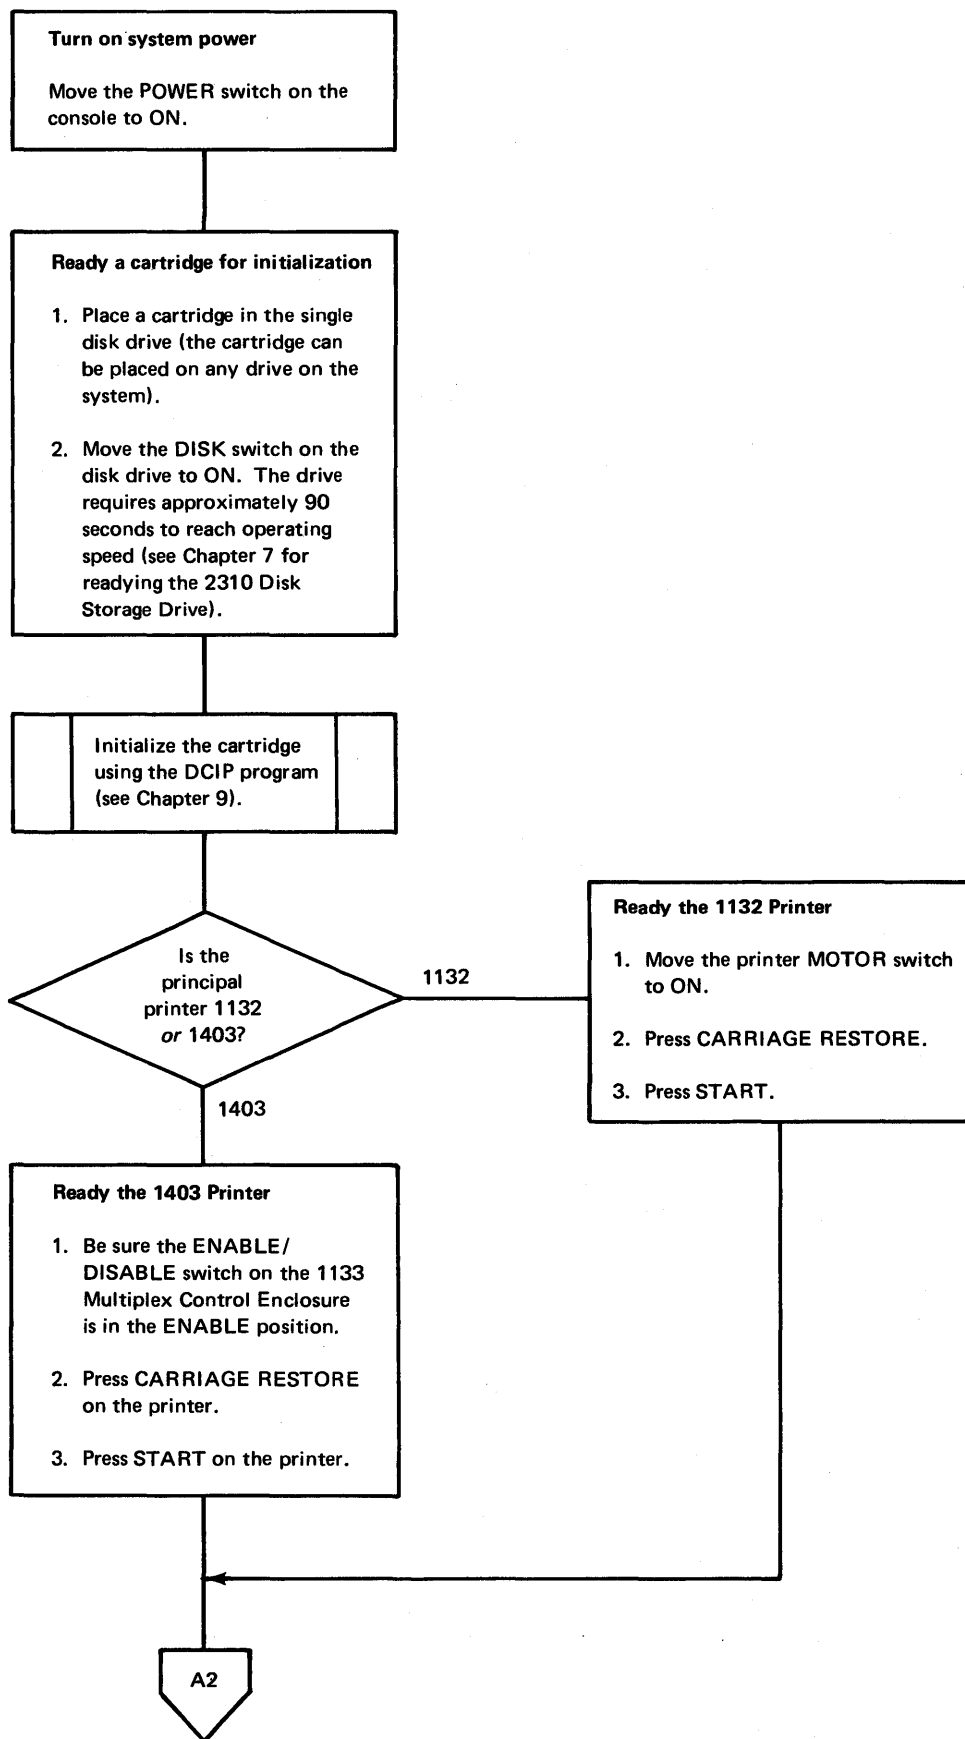 Turn on system power
Move the POWER switch on the
console to ON.
Ready a cartridge for initialization
1. Place a cartridge in the single
disk drive (the cartridge can
be placed on any drive on the
system).
2. Move the DISK switch on the
disk drive to ON. The drive
requires approximately 90
seconds to reach operating
speed (see Chapter 7 for
readying the 2310 Disk
Storage Drive).
Initialize the cartridge
using the DCIP program
(see Chapter 9).
Is the
principal
printer 1132
or 1403?
1132
1403
Ready the 1132 Printer
1. Move the printer MOTOR switch
to ON.
2. Press CARRIAGE RESTORE.
3. Press START.
Ready the 1403 Printer
1. Be sure the ENABLE/
DISABLE switch on the 1133
Multiplex Control Enclosure
is in the ENABLE position.
2. Press CARRIAGE RESTORE
on the printer.
3. Press START on the printer.
A2